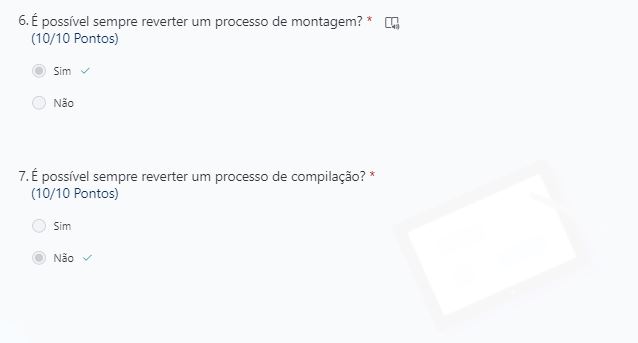 6. É possível sempre reverter um processo de montagem? *
(10/10 Pontos)
Sim
Não
7. É possível sempre reverter um processo de compilação? *
(10/10 Pontos)
Sim
Não